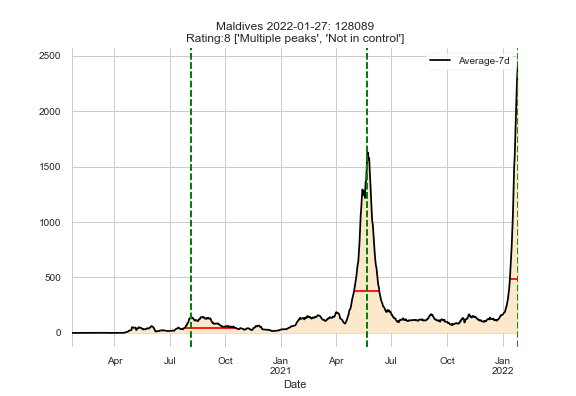 Maldives 2022-01-27: 128089
Rating:8 ['Multiple peaks', 'Not in control']
Average-7d
2500
2000
1500
1000
500
0
Apr Jul Oct Jan Apr Jul Oct Jan
2021 2022
Date